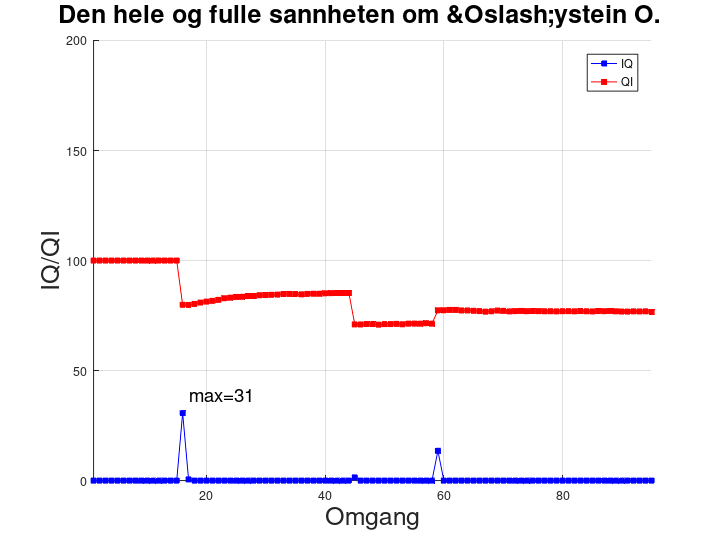 Den hele og fulle sannheten om &Oslash;ystein O.
200
IQ
QI
150
IQ/QI
100
max=31
50
0
20
40
60
80
Omgang